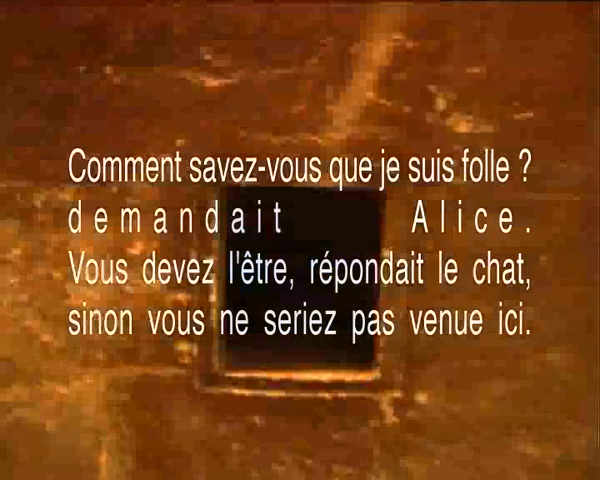 Comment savez-vous que je suis folle ?
demandait Alice.
Vous devez l'être, répondait le chat,
sinon vous ne seriez pas venue ici.